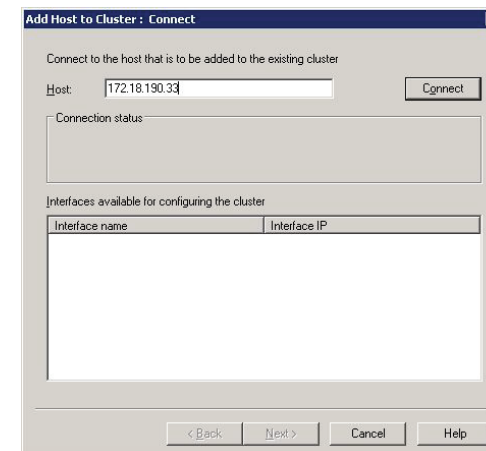 Add Host to Cluster : Connect
Connect to the host that is to be added to the existing cluster
Host: 172.18.190.33 Connect
Connection status
Interfaces available for configuring the cluster
Interface name Interface IP
< Back Next > Cancel Help